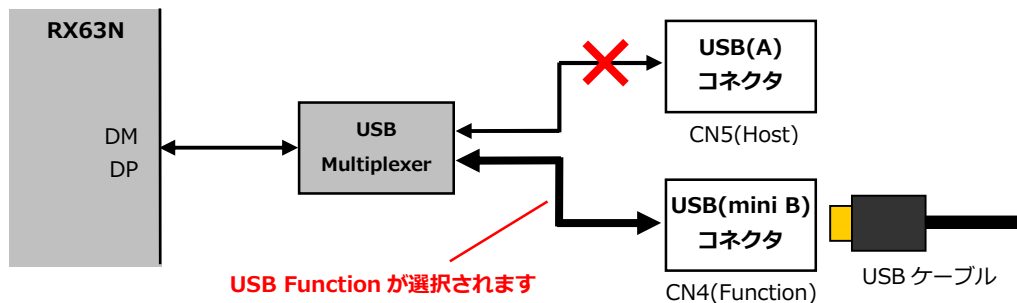 RX63N
DM
DP
USB
Multiplexer
USB(A)
コネクタ
CN5(Host)
USB(mini B)
コネクタ
CN4(Function)
USB ケーブル
USB Function が選択されます